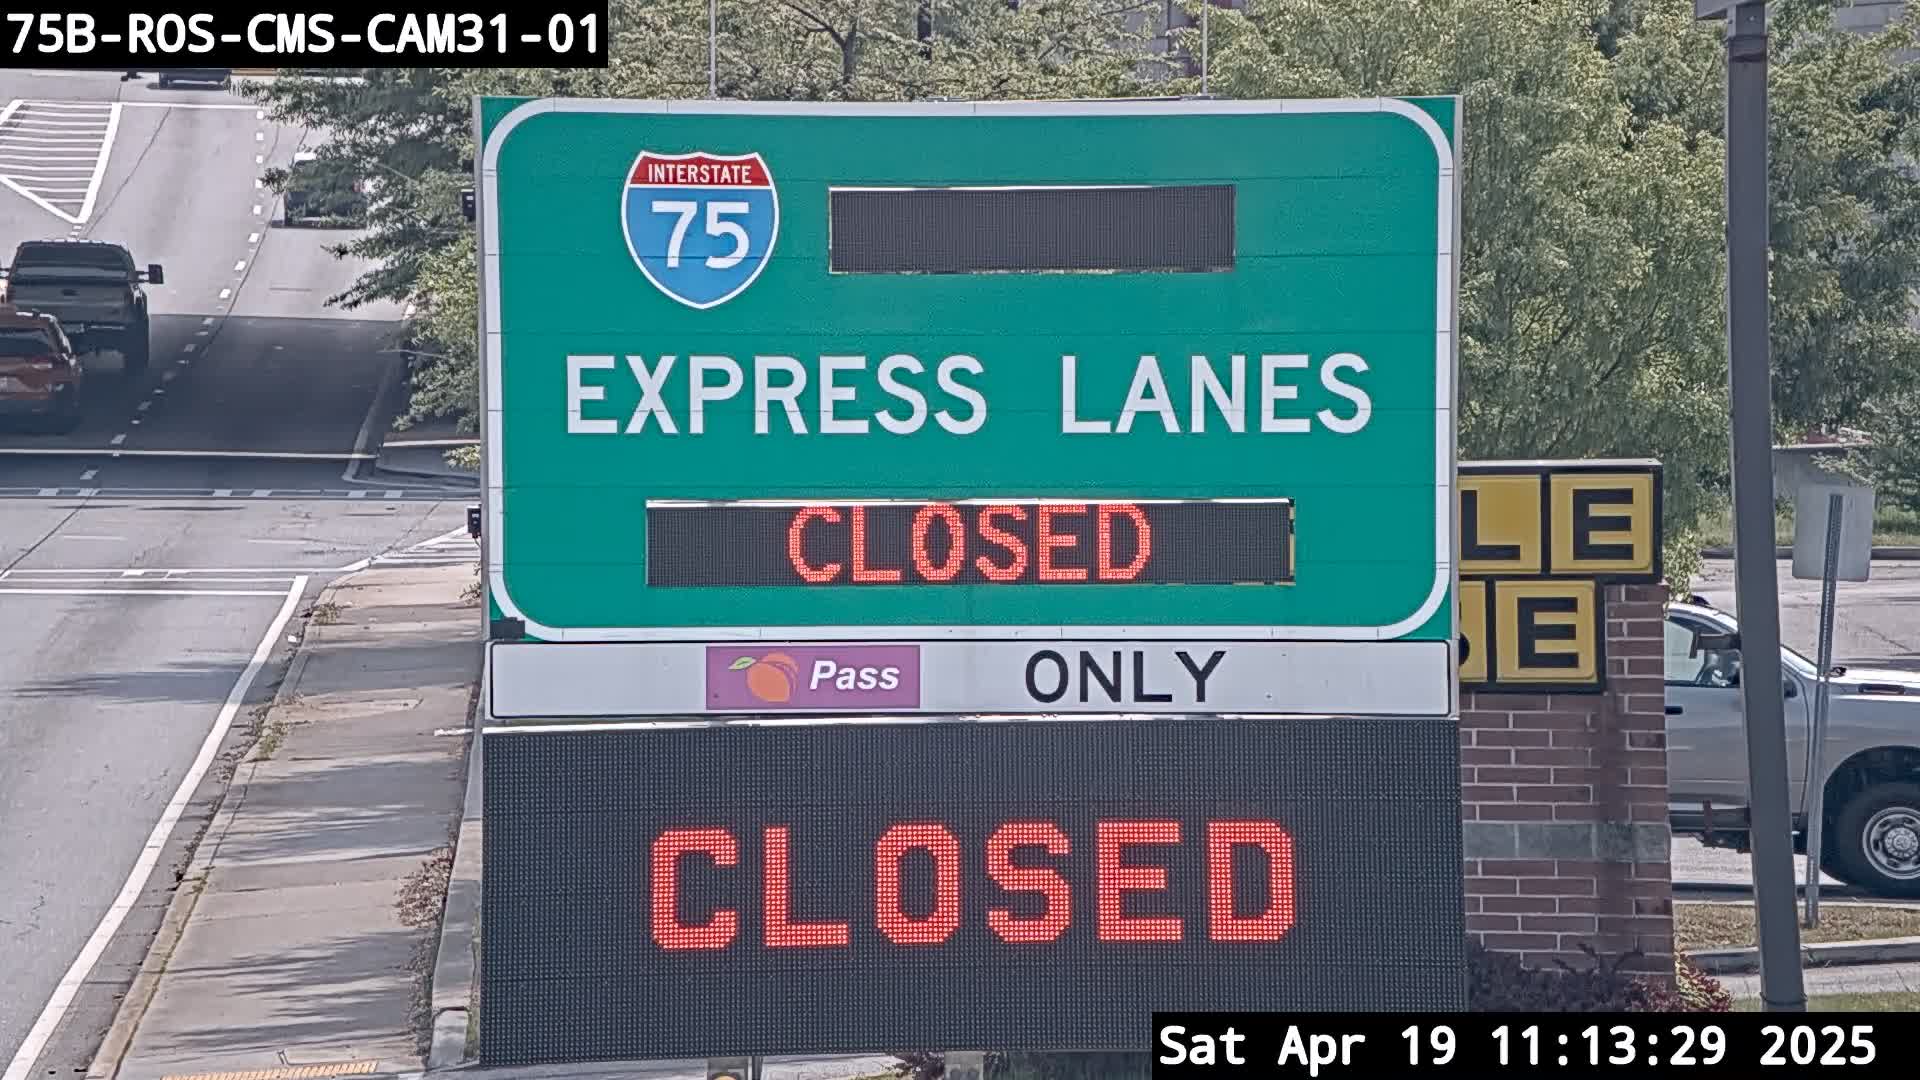 75B-ROS-CMS-CAM31-01
INTERSTATE
75
EXPRESS LANES
CLOSED
Pass ONLY
CLOSED
LE
E
Sat Apr 19 11:13:29 2025